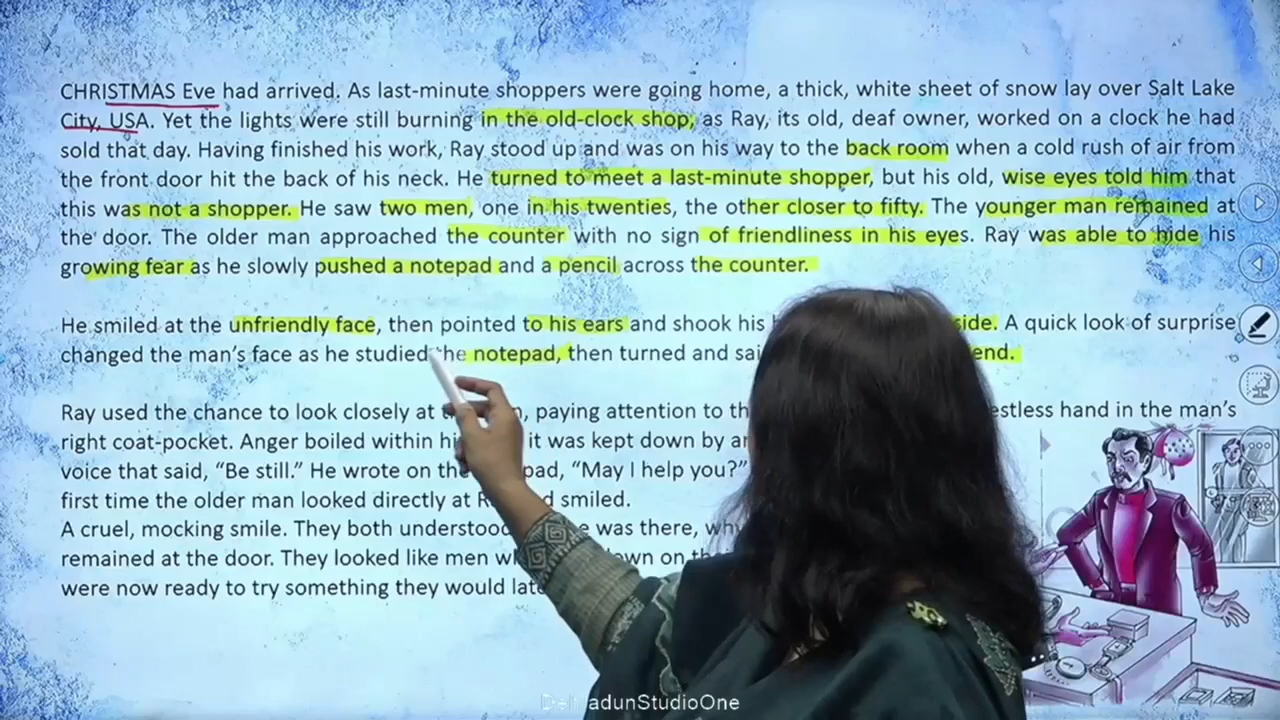 CHRISTMAS Eve had arrived. As last-minute shoppers were going home, a thick, white sheet of snow lay over Salt Lake
City, USA. Yet the lights were still burning in the old-clock shop, as Ray, its old, deaf owner, worked on a clock he had
sold that day. Having finished his work, Ray stood up and was on his way to the back room when a cold rush of air from
the front door hit the back of his neck. He turned to meet a last-minute shopper, but his old, wise eyes told him that
this was not a shopper. He saw two men, one in his twenties, the other closer to fifty. The younger man remained at
the door. The older man approached the counter with no sign of friendliness in his eyes. Ray was able to hide his
growing fear as he slowly pushed a notepad and a pencil across the counter.
He smiled at the unfriendly face, then pointed to his ears and shook his side. A quick look of surprise
changed the man's face as he studied the notepad, then turned and end.
Ray used the chance to look closely at paying attention to hand in the man's
right coat-pocket. Anger boiled within it was kept down by
voice that said, "Be still." He wrote on "May I help you?"
first time the older man looked directly at smiled.
A cruel, mocking smile. They both was there,
remained at the door. They looked like men on
were now ready to try something they would
DehradunStudioOne